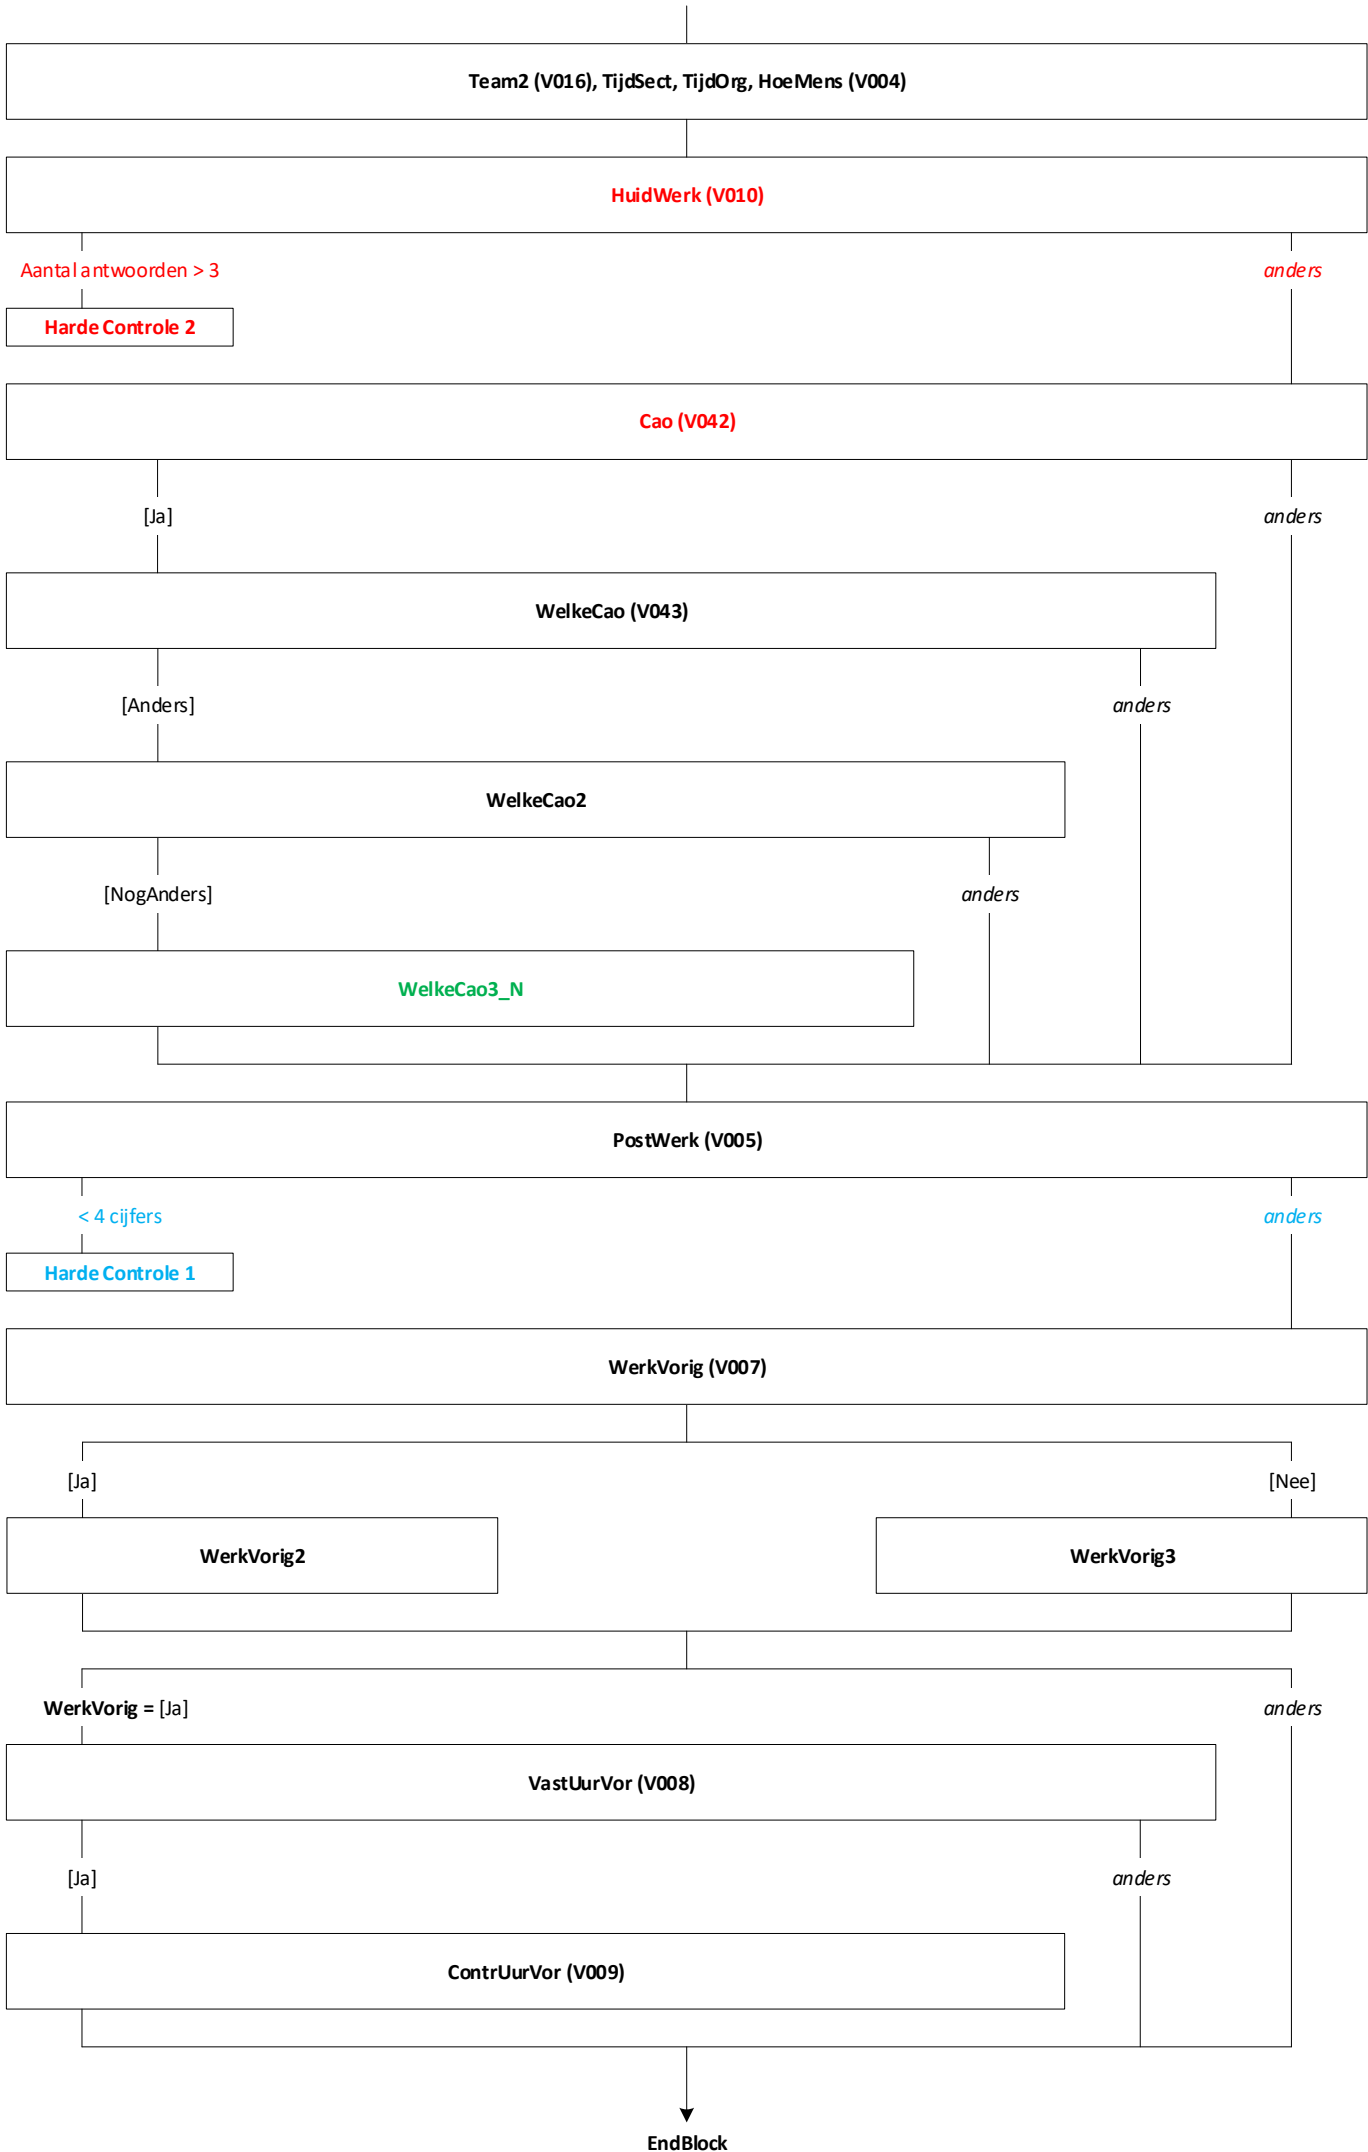 Team2 (V016), TijdSect, TijdOrg, HoeMens (V004)
HuidWerk (V010)
Aantal antwoorden > 3
anders
Harde Controle 2
Cao (V042)
[Ja]
anders
WelkeCao (V043)
[Anders]
anders
WelkeCao2
[NogAnders]
anders
WelkeCao3_N
PostWerk (V005)
< 4 cijfers
anders
Harde Controle 1
WerkVorig (V007)
[Ja]
[Nee]
WerkVorig2
WerkVorig3
WerkVorig = [Ja]
anders
VastUurVor (V008)
[Ja]
anders
ContrUurVor (V009)
EndBlock